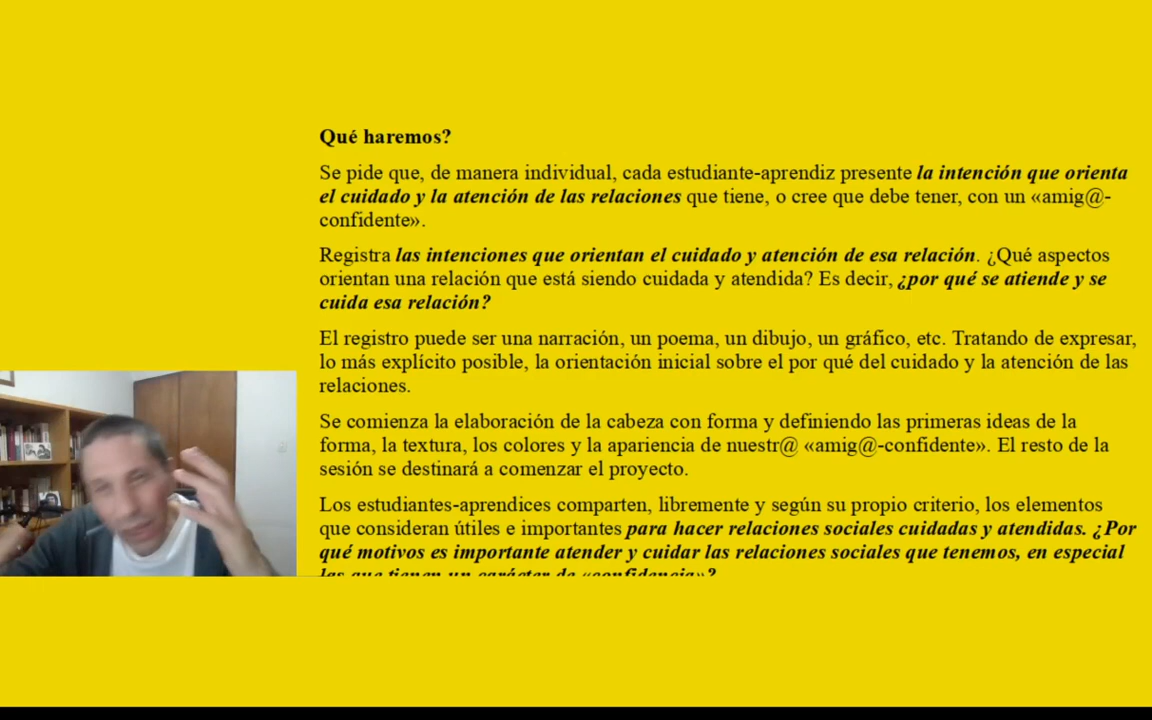 Qué haremos?
Se pide que, de manera individual, cada estudiante-aprendiz presente la intención que orienta
el cuidado y la atención de las relaciones que tiene, o cree que debe tener, con un «amig@-
confidente».
Registra las intenciones que orientan el cuidado y atención de esa relación. ¿Qué aspectos
orientan una relación que está siendo cuidada y atendida? Es decir, ¿por qué se atiende y se
cuida esa relación?
El registro puede ser una narración, un poema, un dibujo, un gráfico, etc. Tratando de expresar,
lo más explícito posible, la orientación inicial sobre el por qué del cuidado y la atención de las
relaciones.
Se comienza la elaboración de la cabeza con forma y definiendo las primeras ideas de la
forma, la textura, los colores y la apariencia de nuestr@ «amig@-confidente». El resto de la
sesión se destinará a comenzar el proyecto.
Los estudiantes-aprendices comparten, libremente y según su propio criterio, los elementos
que consideran útiles e importantes para hacer relaciones sociales cuidadas y atendidas. ¿Por
qué motivos es importante atender y cuidar las relaciones sociales que tenemos, en especial
las que tienen un carácter de «confidencia»?